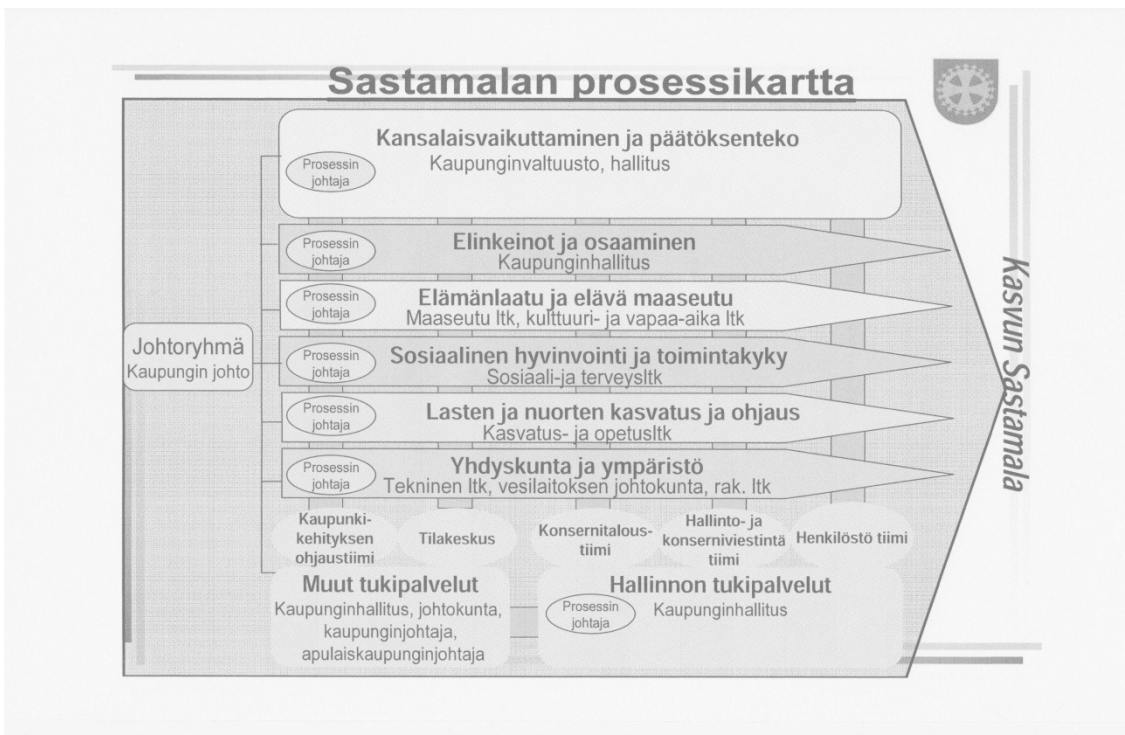 Sastamalan prosessikartta
Kansalaisvaikuttaminen ja päätöksenteko
Prosessin
johtaja
Kaupunginvaltuusto, hallitus
Prosessin
johtaja
Elinkeinot ja osaaminen
Kaupunginhallitus
Prosessin
johtaja
Elämänlaatu ja elävä maaseutu
Maaseutu ltk, kulttuuri- ja vapaa-aika ltk
Johtoryhmä
Kaupungin johto
Prosessin
johtaja
Sosiaalinen hyvinvointi ja toimintakyky
Sosiaali-ja terveysltk
Prosessin
johtaja
Lasten ja nuorten kasvatus ja ohjaus
Kasvatus- ja opetusltk
Prosessin
johtaja
Yhdyskunta ja ympäristö
Tekninen ltk, vesilaitoksen johtokunta, rak. ltk
Kaupunki-
kehityksen
ohjaustiimi
Tilakeskus
Konsernitalous-
tiimi
Hallinto- ja
konserniviestintä
tiimi
Henkilöstö tiimi
Muut tukipalvelut
Kaupunginhallitus, johtokunta,
kaupunginjohtaja,
apulaiskaupunginjohtaja
Hallinnon tukipalvelut
Prosessin
johtaja
Kaupunginhallitus
Kasvun Sastamala